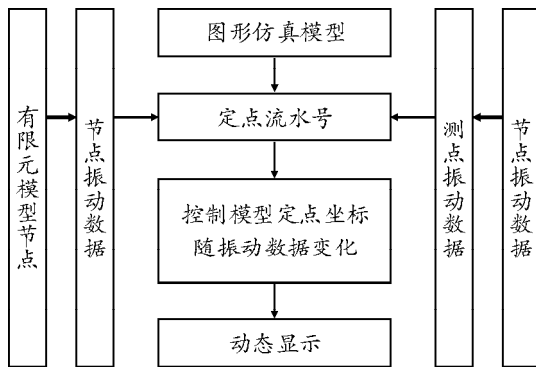 图形仿真模型
定点流水号
控制模型定点坐标
随振动数据变化
动态显示
有限元模型节点
节点振动数据
测点振动数据
节点振动数据